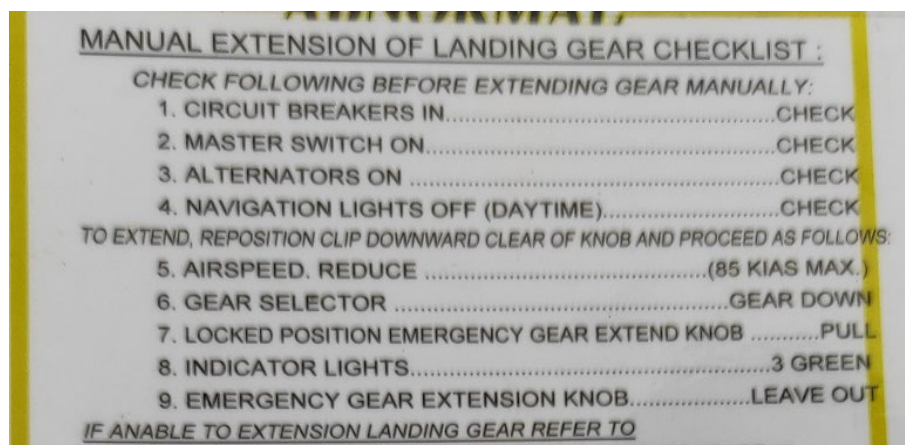 ABNORMAL
MANUAL EXTENSION OF LANDING GEAR CHECKLIST :
CHECK FOLLOWING BEFORE EXTENDING GEAR MANUALLY:
1. CIRCUIT BREAKERS IN....................................................CHECK
2. MASTER SWITCH ON.....................................................CHECK
3. ALTERNATORS ON .......................................................CHECK
4. NAVIGATION LIGHTS OFF (DAYTIME)...........................CHECK
TO EXTEND, REPOSITION CLIP DOWNWARD CLEAR OF KNOB AND PROCEED AS FOLLOWS:
5. AIRSPEED. REDUCE ...........................................(85 KIAS MAX.)
6. GEAR SELECTOR ...................................................GEAR DOWN
7. LOCKED POSITION EMERGENCY GEAR EXTEND KNOB ...........PULL
8. INDICATOR LIGHTS.......................................................3 GREEN
9. EMERGENCY GEAR EXTENSION KNOB..................LEAVE OUT
IF ANABLE TO EXTENSION LANDING GEAR REFER TO